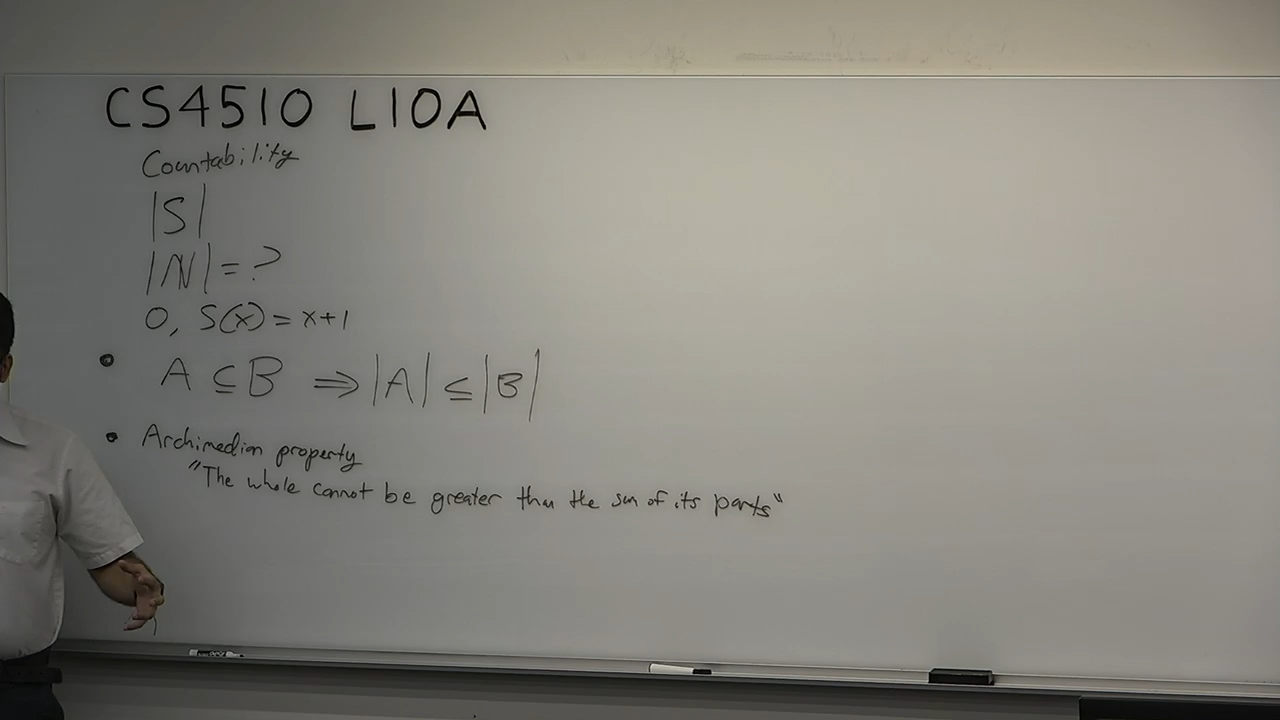 CS4510 L10A
Countability
|S|
|ℕ| = ?
0, S(x) = x+1
• A ⊆ B ⇒ |A| ≤ |B|
• Archimedian property
"The whole cannot be greater than the sum of its parts"